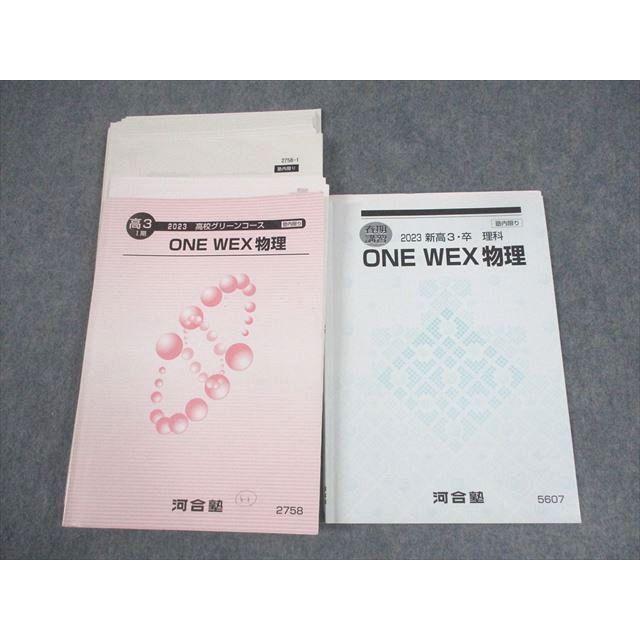 2758-1
塾内限り
高3
I期
2023 高校グリーンコース
塾内限り
ONE WEX 物理
河合塾
2758
塾内限り
春期
講習
2023 新高3・卒 理科
ONE WEX 物理
河合塾
5607